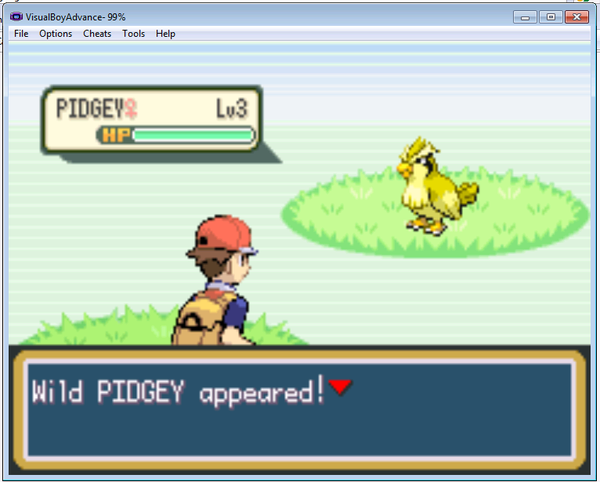 VisualBoyAdvance- 99%
File Options Cheats Tools Help
PIDGEY♀ Lv3
HP
Wild PIDGEY appeared!